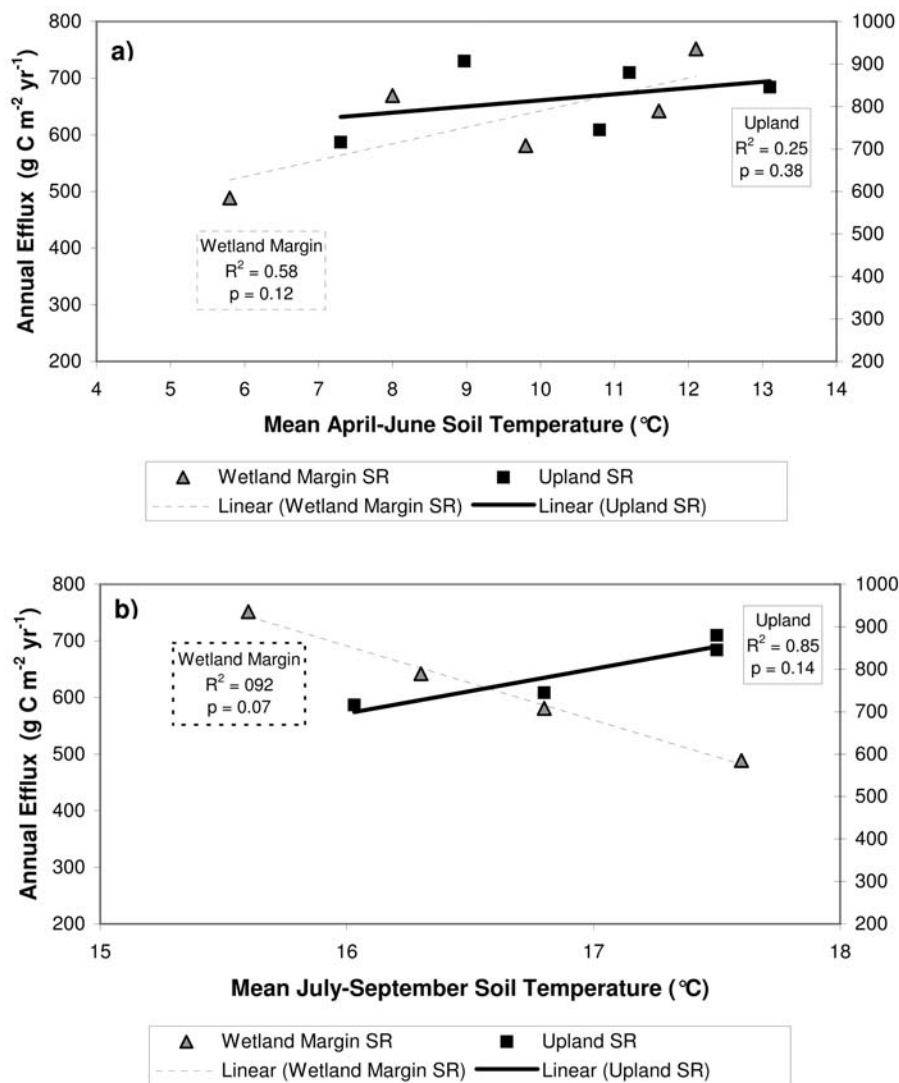 a)
Annual Efflux (g C m⁻² yr⁻¹)
800
700
600
500
400
300
200
1000
900
800
700
600
500
400
300
200
Upland
R² = 0.25
p = 0.38
Wetland Margin
R² = 0.58
p = 0.12
4 5 6 7 8 9 10 11 12 13 14
Mean April-June Soil Temperature (°C)
Wetland Margin SR Upland SR
Linear (Wetland Margin SR) Linear (Upland SR)
b)
Annual Efflux (g C m⁻² yr⁻¹)
800
700
600
500
400
300
200
1000
900
800
700
600
500
400
300
200
Wetland Margin
R² = 092
p = 0.07
Upland
R² = 0.85
p = 0.14
15 16 17 18
Mean July-September Soil Temperature (°C)
Wetland Margin SR Upland SR
Linear (Wetland Margin SR) Linear (Upland SR)